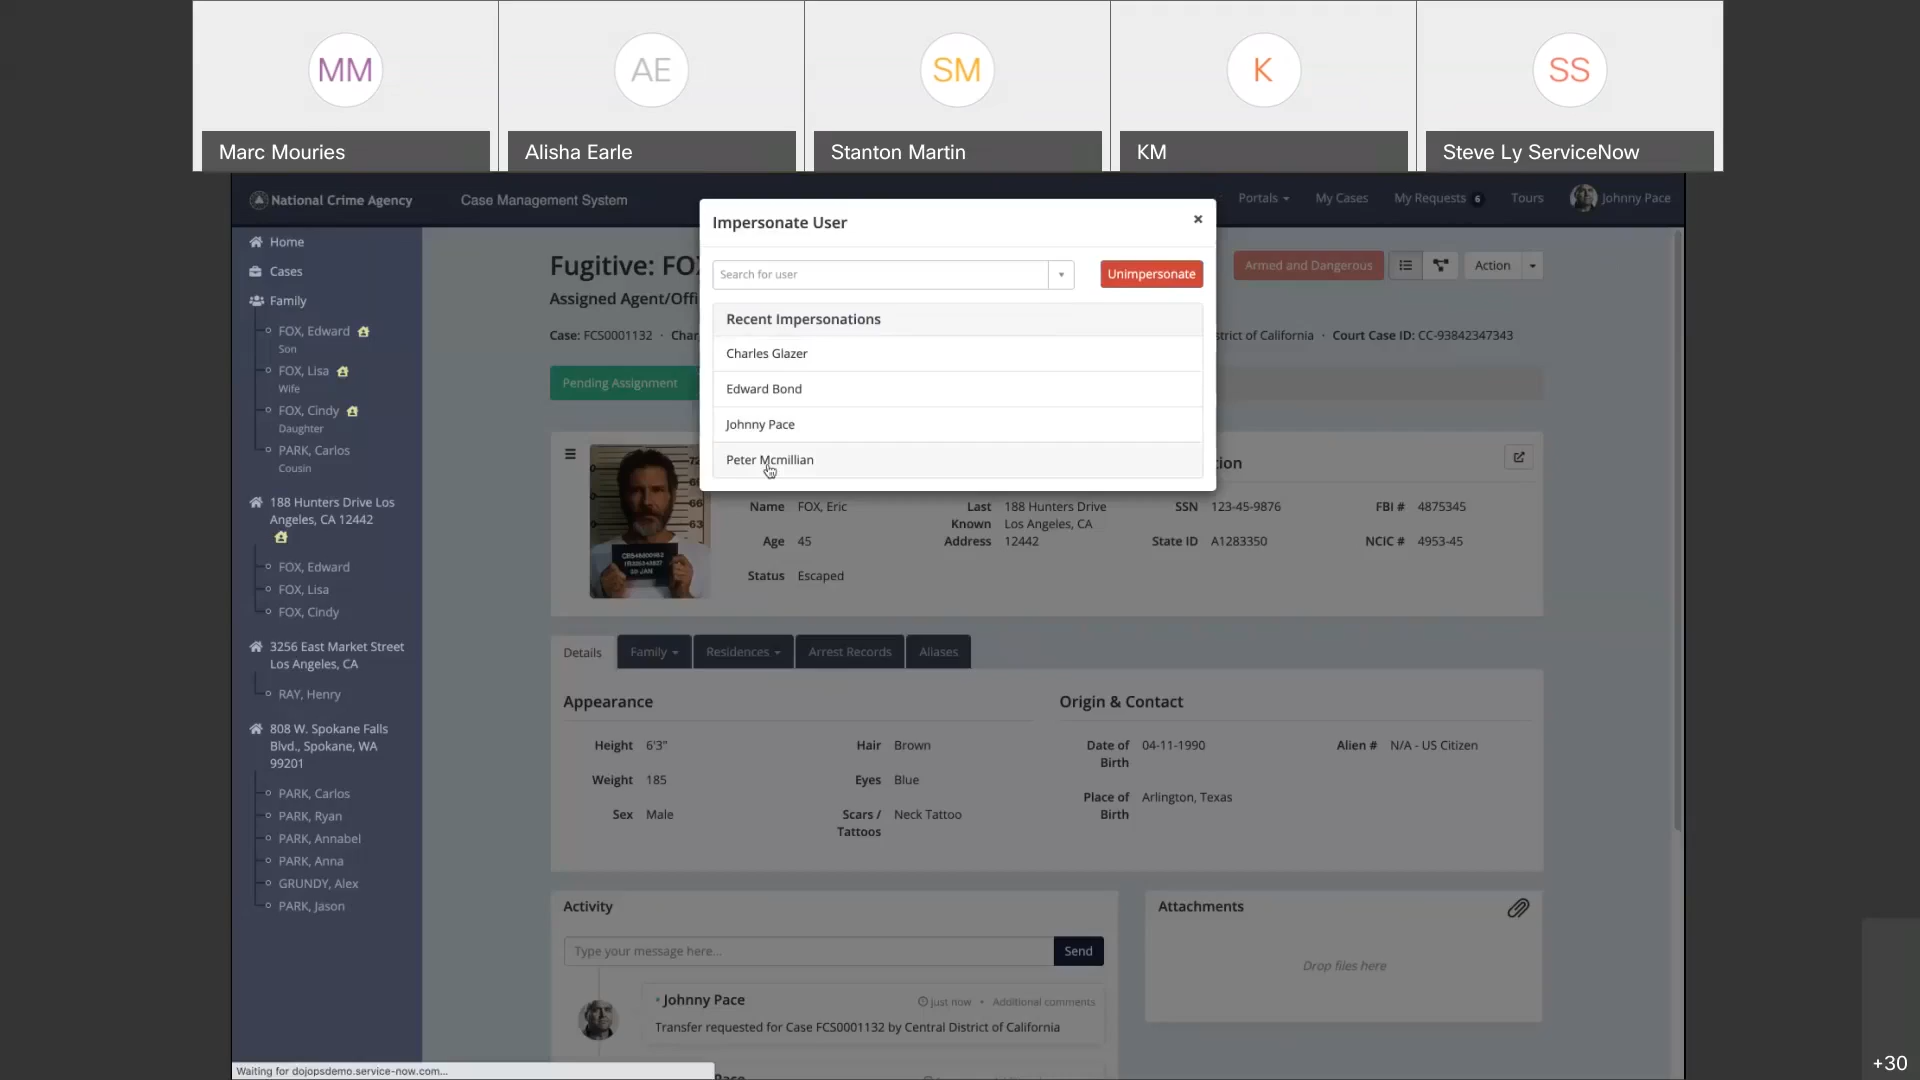 MM
AE
SM
K
SS
Marc Mouries
Alisha Earle
Stanton Martin
KM
Steve Ly ServiceNow
National Crime Agency
Case Management System
Portals
My Cases
My Requests 6
Tours
Johnny Pace
Impersonate User
×
Search for user
Unimpersonate
Recent Impersonations
Charles Glazer
Edward Bond
Johnny Pace
Peter Mcmillian
Home
Cases
Family
FOX, Edward
Son
FOX, Lisa
Wife
FOX, Cindy
Daughter
PARK, Carlos
Cousin
188 Hunters Drive Los
Angeles, CA 12442
FOX, Edward
FOX, Lisa
FOX, Cindy
3256 East Market Street
Los Angeles, CA
RAY, Henry
808 W. Spokane Falls
Blvd., Spokane, WA
99201
PARK, Carlos
PARK, Ryan
PARK, Annabel
PARK, Anna
GRUNDY, Alex
PARK, Jason
Fugitive: FO
Armed and Dangerous
Action
Assigned Agent/Offi
Case: FCS0001132 · Char
strict of California · Court Case ID: CC-93842347343
Pending Assignment
tion
Name FOX, Eric
Age 45
Status Escaped
Last Known Address
188 Hunters Drive
Los Angeles, CA
12442
SSN 123-45-9876
State ID A1283350
FBI # 4875345
NCIC # 4953-45
Details
Family
Residences
Arrest Records
Aliases
Appearance
Height 6'3"
Weight 185
Sex Male
Hair Brown
Eyes Blue
Scars / Tattoos Neck Tattoo
Origin & Contact
Date of Birth 04-11-1990
Place of Birth Arlington, Texas
Alien # N/A - US Citizen
Activity
Type your message here...
Send
Johnny Pace
just now • Additional comments
Transfer requested for Case FCS0001132 by Central District of California
Pace
Attachments
Drop files here
Waiting for dojopsdemo.service-now.com...
+30